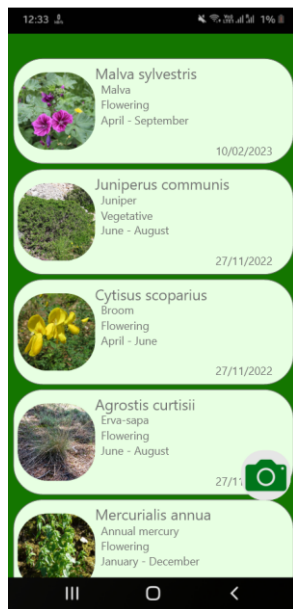 12:33
1%
Malva sylvestris
Malva
Flowering
April - September
10/02/2023
Juniperus communis
Juniper
Vegetative
June - August
27/11/2022
Cytisus scoparius
Broom
Flowering
April - June
27/11/2022
Agrostis curtisii
Erva-sapa
Flowering
June - August
27/1
Mercurialis annua
Annual mercury
Flowering
January - December